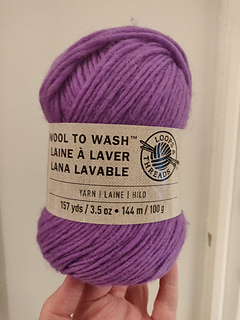 WOOL TO WASH™
LAINE À LAVER
LANA LAVABLE
LOOPS &
THREADS
YARN | LAINE | HILO
157 yds / 3.5 oz • 144 m / 100 g